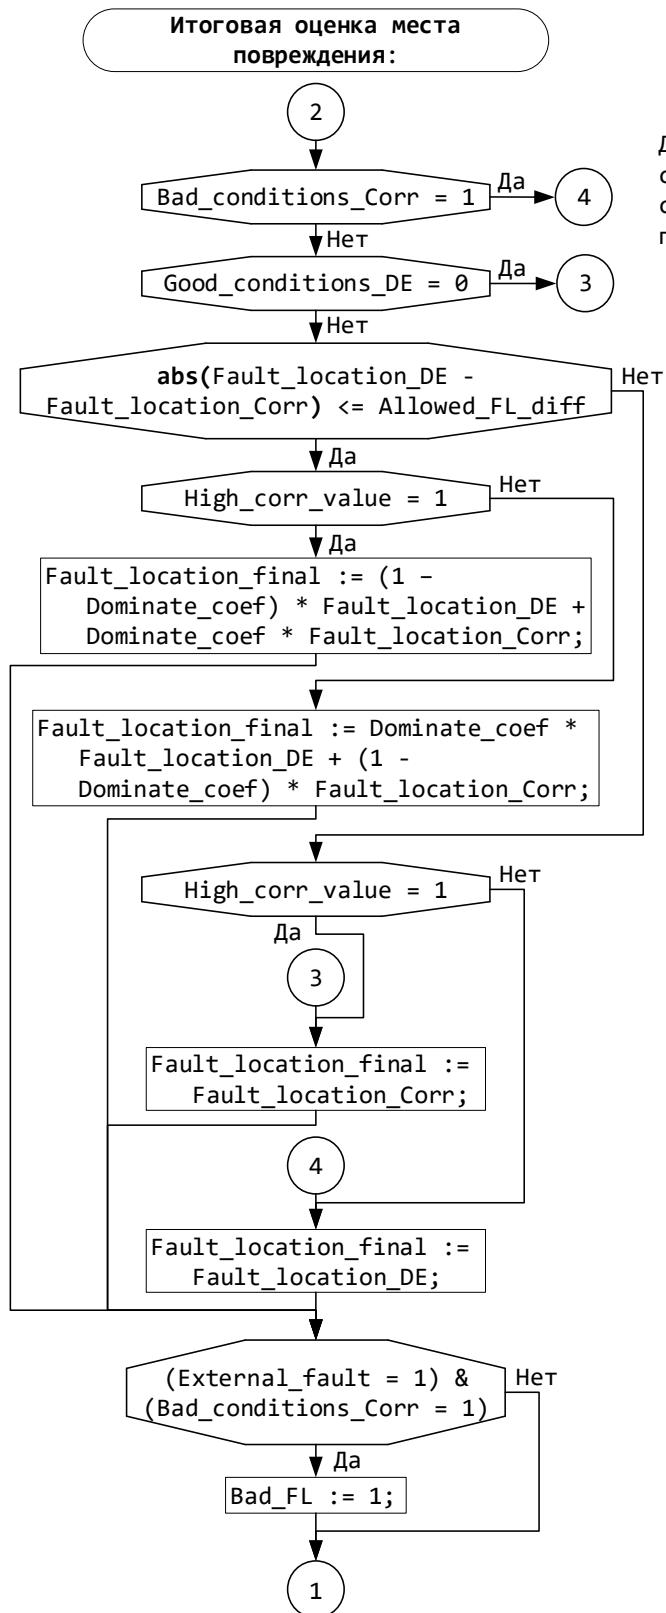 Итоговая оценка места
повреждения:
2
Bad_conditions_Corr = 1
Да
4
Нет
Good_conditions_DE = 0
Да
3
Нет
abs(Fault_location_DE -
Fault_location_Corr) <= Allowed_FL_diff
Нет
Да
High_corr_value = 1
Нет
Да
Fault_location_final := (1 –
Dominate_coef) * Fault_location_DE +
Dominate_coef * Fault_location_Corr;
Fault_location_final := Dominate_coef *
Fault_location_DE + (1 -
Dominate_coef) * Fault_location_Corr;
High_corr_value = 1
Нет
Да
3
Fault_location_final :=
Fault_location_Corr;
4
Fault_location_final :=
Fault_location_DE;
(External_fault = 1) &
(Bad_conditions_Corr = 1)
Нет
Да
Bad_FL := 1;
1